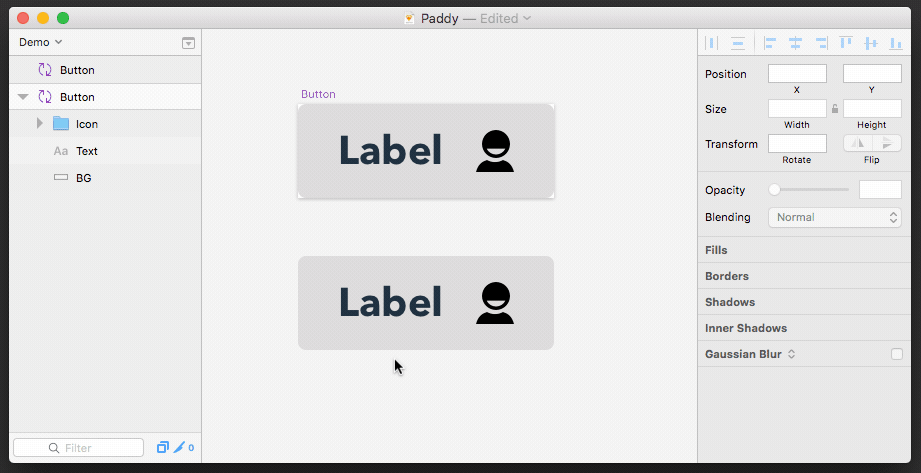 Paddy — Edited
Demo
Button
Button
Icon
Aa Text
BG
Filter
0
Button
Label
Label
Position
X
Y
Size
Width
Height
Transform
Rotate
Flip
Opacity
Blending
Normal
Fills
Borders
Shadows
Inner Shadows
Gaussian Blur